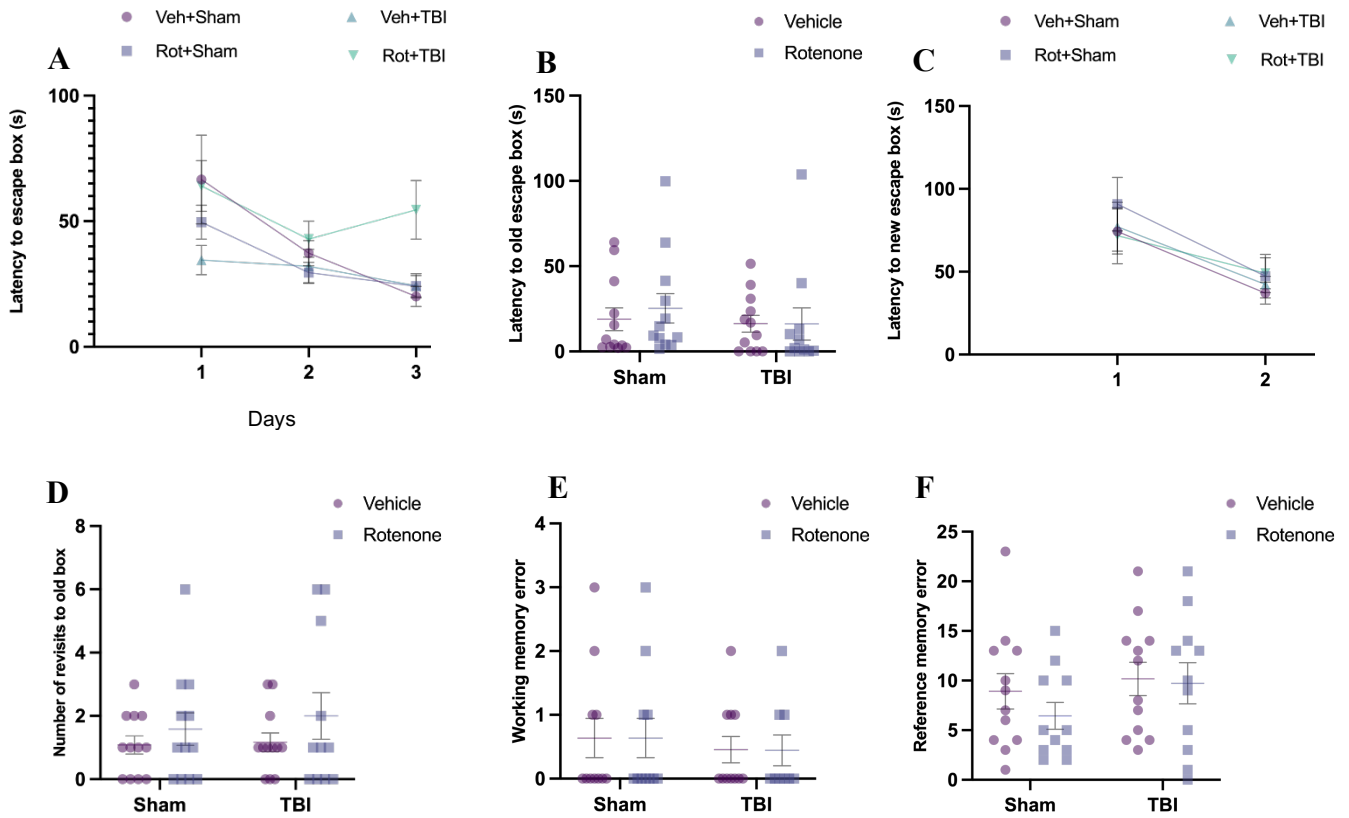 Veh+Sham
Veh+TBI
Rot+Sham
Rot+TBI
A
Latency to escape box (s)
100
50
0
1
2
3
Days
Vehicle
Rotenone
B
Latency to old escape box (s)
150
100
50
0
Sham
TBI
Veh+Sham
Veh+TBI
Rot+Sham
Rot+TBI
C
Latency to new escape box (s)
150
100
50
0
1
2
D
Vehicle
Rotenone
Number of revisits to old box
8
6
4
2
0
Sham
TBI
E
Vehicle
Rotenone
Working memory error
4
3
2
1
0
Sham
TBI
F
Vehicle
Rotenone
Reference memory error
25
20
15
10
5
0
Sham
TBI